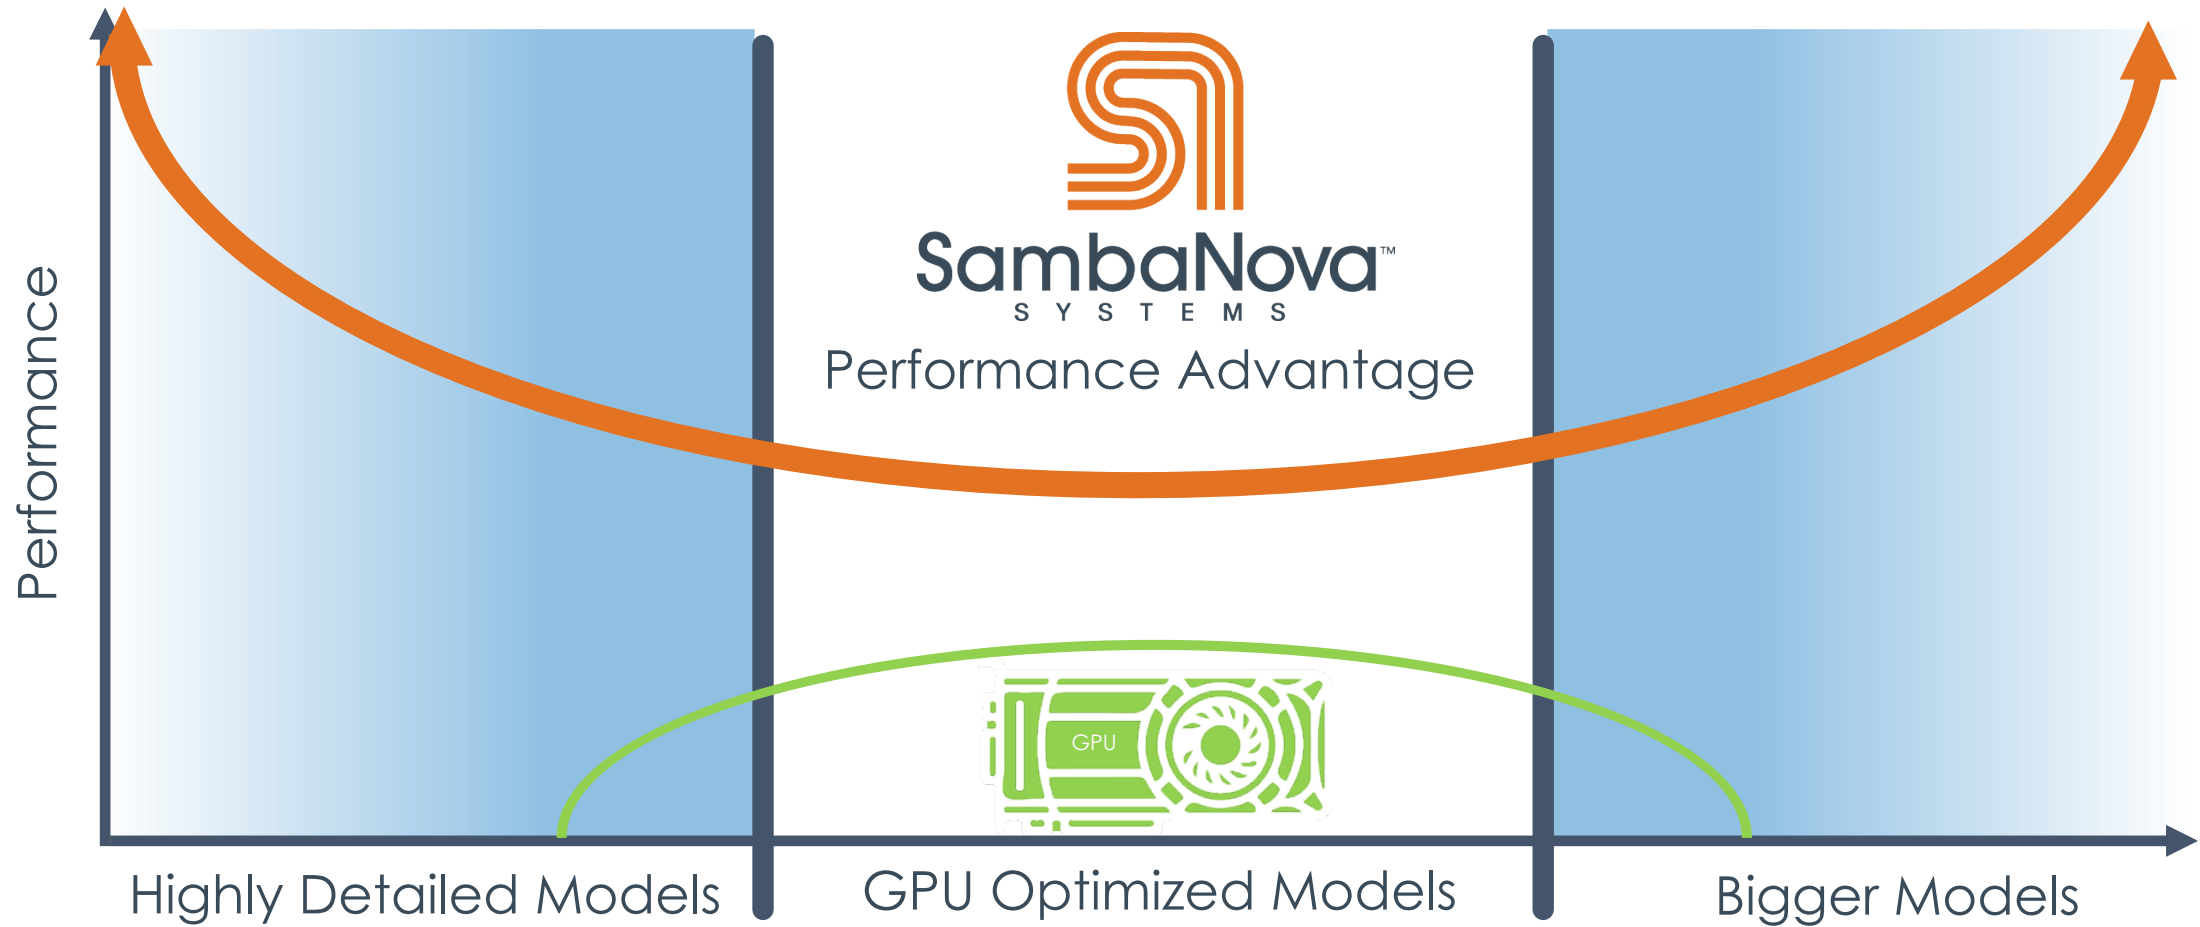 SambaNova™
SYSTEMS
Performance Advantage
Performance
GPU
Highly Detailed Models
GPU Optimized Models
Bigger Models